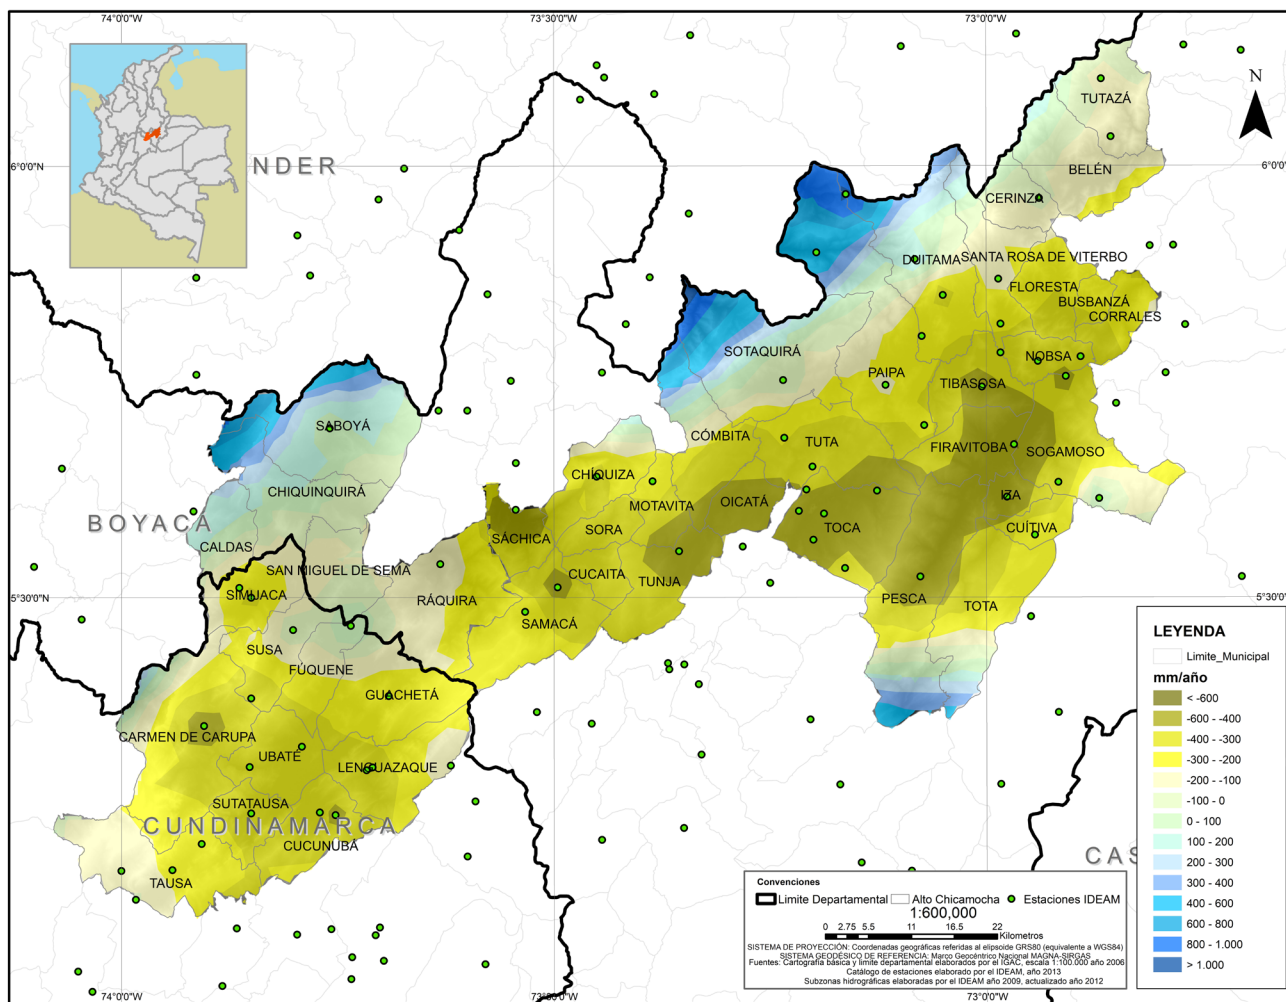 74°0'0"W
73°30'0"W
73°0'0"W
N
TUTAZÁ
6°0'0"N
NDER
6°0'0"N
BELÉN
CERINZA
DUITAMA
SANTA ROSA DE VITERBO
FLORESTA
BUSBANZÁ
CORRALES
SOTAQUIRÁ
NOBSA
PAIPA
TIBASOSA
SABOYÁ
CÓMBITA
TUTA
FIRAVITOBA
SOGAMOSO
CHÍQUIZA
CHIQUINQUIRÁ
MOTAVITA
OICATÁ
IZA
BOYACÁ
SORA
TOCA
CUÍTIVA
SÁCHICA
CALDAS
SAN MIGUEL DE SEMA
CUCAITA
TUNJA
SIMIJACA
RÁQUIRA
PESCA
TOTA
5°30'0"N
5°30'0"N
SAMACÁ
SUSA
FÚQUENE
GUACHETÁ
CARMEN DE CARUPA
UBATÉ
LENGUAZAQUE
SUTATAUSA
CUNDINAMARCA
CUCUNUBÁ
TAUSA
CAS
LEYENDA
Limite_Municipal
mm/año
< -600
-600 - -400
-400 - -300
-300 - -200
-200 - -100
-100 - 0
0 - 100
100 - 200
200 - 300
300 - 400
400 - 600
600 - 800
800 - 1.000
> 1.000
Convenciones
Limite Departamental
Alto Chicamocha
Estaciones IDEAM
1:600,000
0 2.75 5.5 11 16.5 22
Kilometros
SISTEMA DE PROYECCIÓN: Coordenadas geográficas referidas al elipsoide GRS80 (equivalente a WGS84)
SISTEMA GEODÉSICO DE REFERENCIA: Marco Geocéntrico Nacional MAGNA-SIRGAS
Fuentes: Cartografía básica y limite departamental elaborados por el IGAC, escala 1:100.000 año 2006
Catálogo de estaciones elaborado por el IDEAM, año 2013
Subzonas hidrográficas elaboradas por el IDEAM año 2009, actualizado año 2012
74°0'0"W
73°30'0"W
73°0'0"W